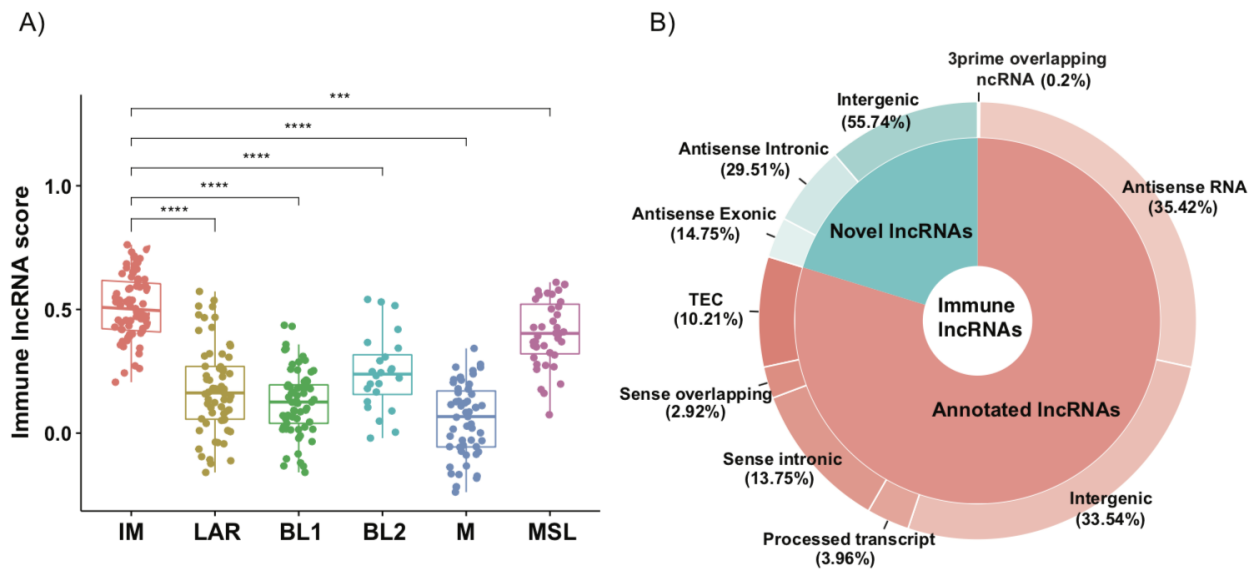 A)
***
****
****
****
****
1.0
0.5
0.0
Immune lncRNA score
IM
LAR
BL1
BL2
M
MSL
B)
3prime overlapping
ncRNA (0.2%)
Intergenic
(55.74%)
Antisense Intronic
(29.51%)
Antisense RNA
(35.42%)
Antisense Exonic
(14.75%)
Novel lncRNAs
TEC
(10.21%)
Immune
lncRNAs
Sense overlapping
(2.92%)
Annotated lncRNAs
Sense intronic
(13.75%)
Intergenic
(33.54%)
Processed transcript
(3.96%)